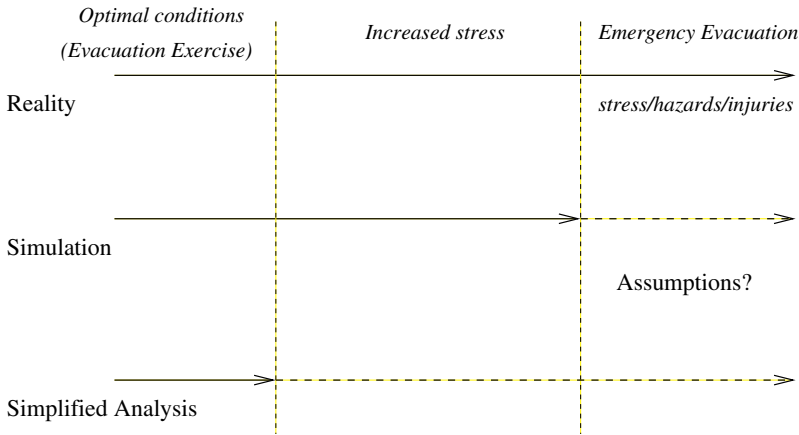 Optimal conditions
(Evacuation Exercise)
Increased stress
Emergency Evacuation
Reality
stress/hazards/injuries
Simulation
Assumptions?
Simplified Analysis